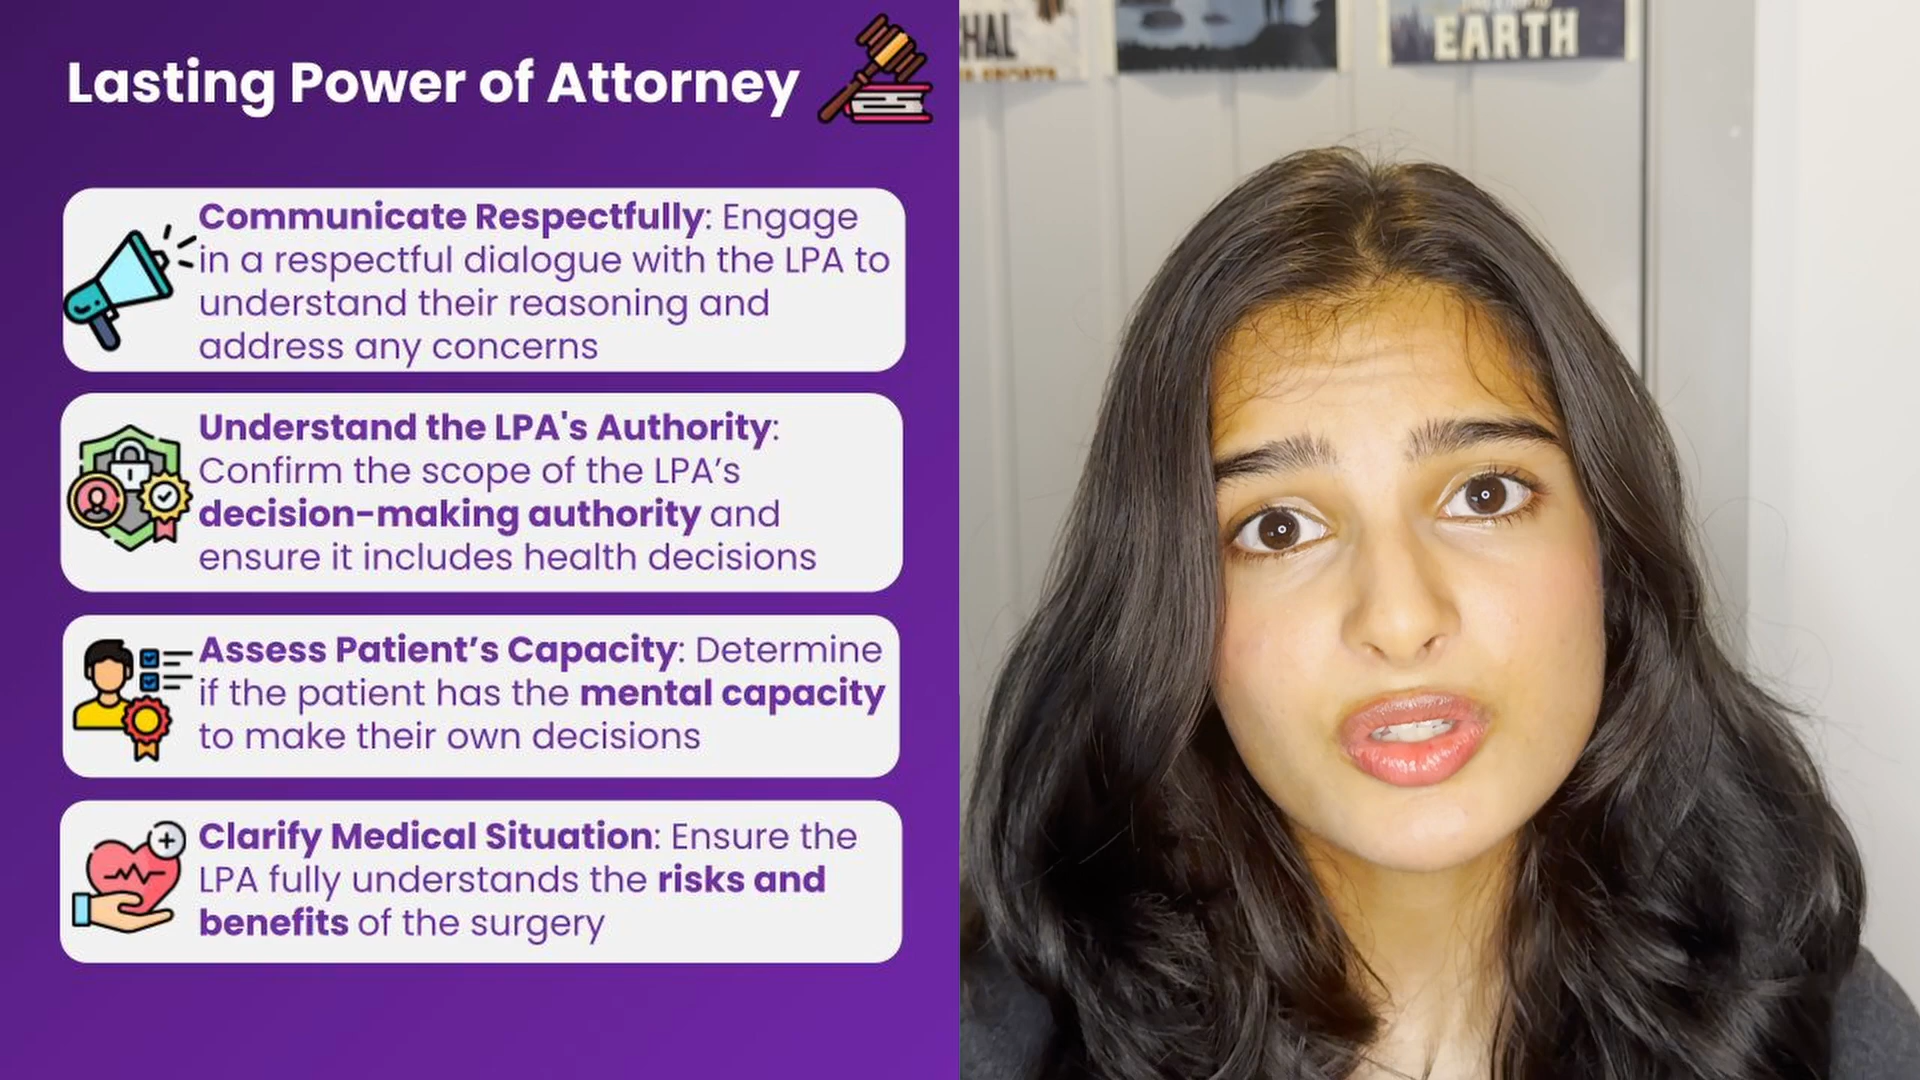 Lasting Power of Attorney
Communicate Respectfully: Engage
in a respectful dialogue with the LPA to
understand their reasoning and
address any concerns
Understand the LPA's Authority:
Confirm the scope of the LPA’s
decision-making authority and
ensure it includes health decisions
Assess Patient’s Capacity: Determine
if the patient has the mental capacity
to make their own decisions
Clarify Medical Situation: Ensure the
LPA fully understands the risks and
benefits of the surgery
EARTH